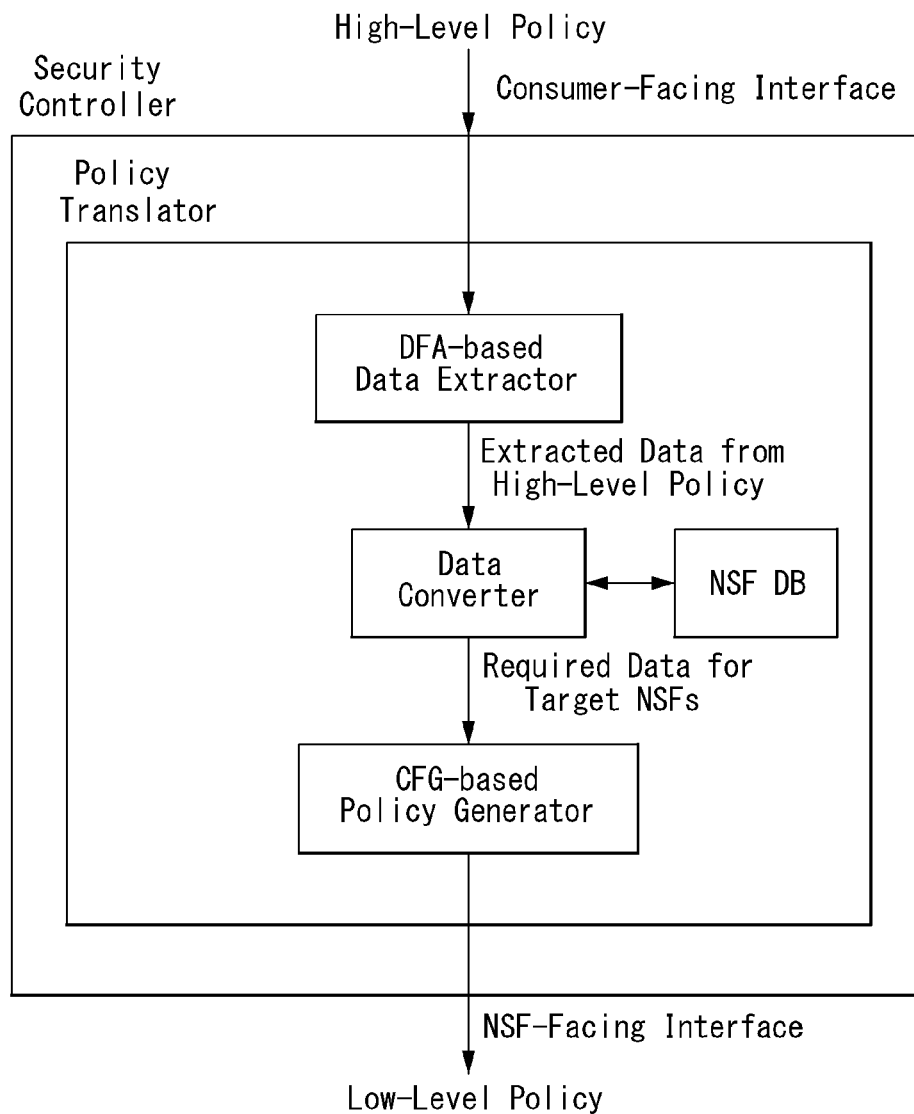 High-Level Policy
Security
Controller
Consumer-Facing Interface
Policy
Translator
DFA-based
Data Extractor
Extracted Data from
High-Level Policy
Data
Converter
NSF DB
Required Data for
Target NSFs
CFG-based
Policy Generator
NSF-Facing Interface
Low-Level Policy